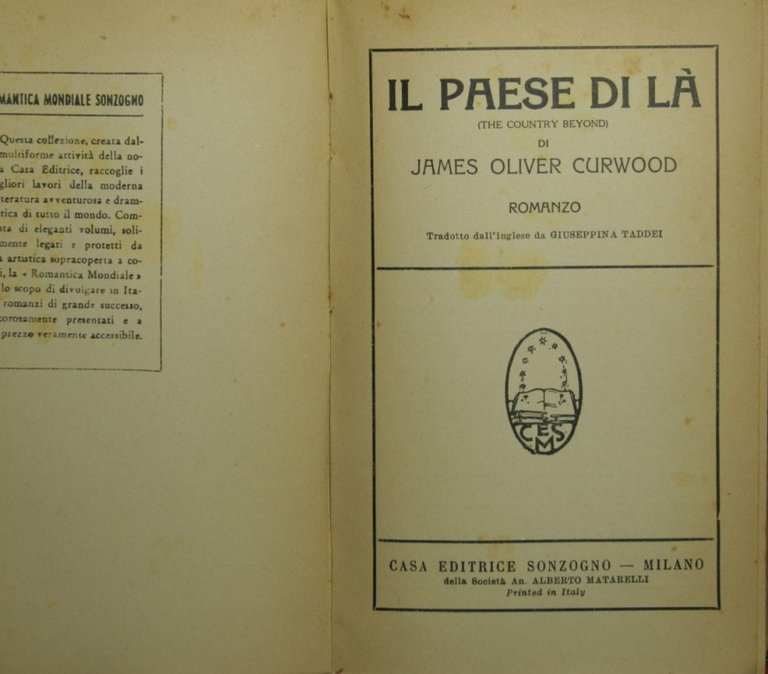 MANTICA MONDIALE SONZOGNO
Questa collezione, creata dal-
multiforme attività della no-
a Casa Editrice, raccoglie i
gliori lavori della moderna
teratura avventurosa e dram-
tica di tutto il mondo. Com-
ta di eleganti volumi, soli-
mente legati e protetti da
a artistica sopracoperta a co-
i, la « Romantica Mondiale »
lo scopo di divulgare in Ita-
romanzi di grande successo,
corosamente presentati e a
prezzo veramente accessibile.
IL PAESE DI LÀ
(THE COUNTRY BEYOND)
DI
JAMES OLIVER CURWOOD
ROMANZO
Tradotto dall'inglese da GIUSEPPINA TADDEI
CES
M
CASA EDITRICE SONZOGNO — MILANO
della Società An. ALBERTO MATARELLI
Printed in Italy